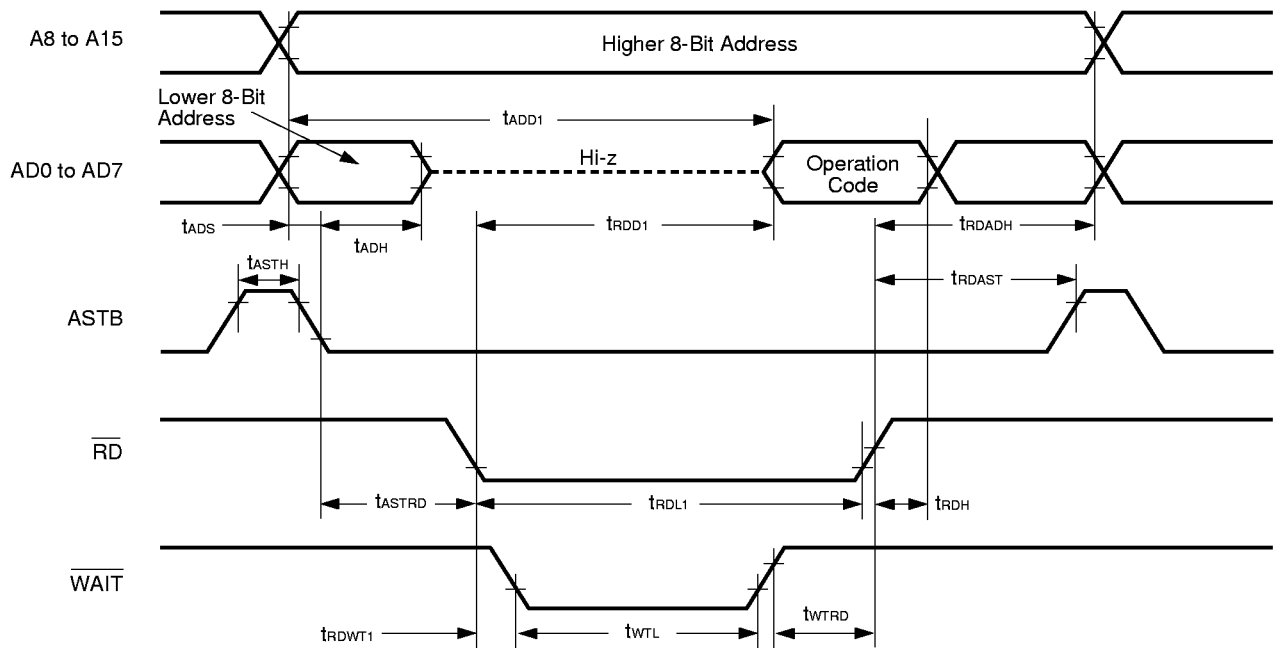 A8 to A15
Higher 8-Bit Address
Lower 8-Bit
Address
tADD1
AD0 to AD7
Hi-z
Operation
Code
tADS
tADH
tRDD1
tRDADH
tASTH
tRDAST
ASTB
RD
tASTRD
tRDL1
tRDH
WAIT
tRDWT1
tWTL
tWTRD